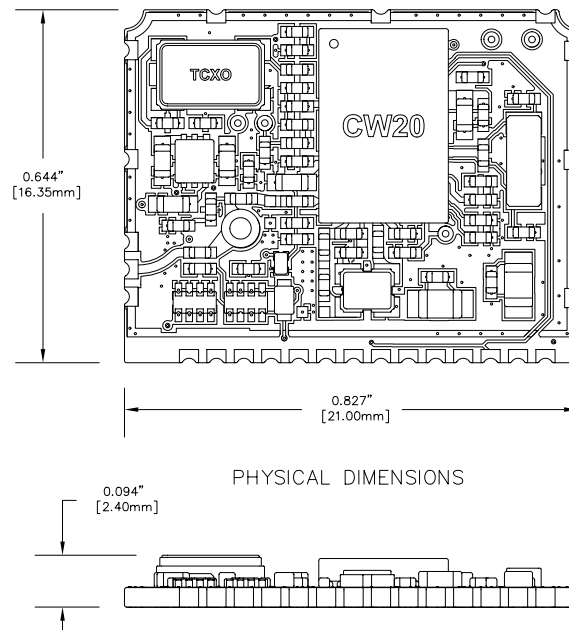 TCXO
CW20
0.644”
[16.35mm]
0.827”
[21.00mm]
PHYSICAL DIMENSIONS
0.094”
[2.40mm]